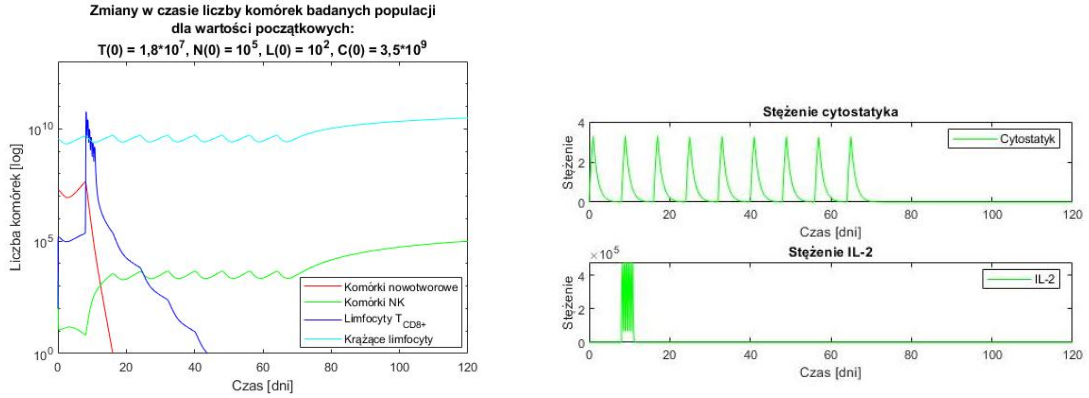 Zmiany w czasie liczby komórek badanych populacji
dla wartości początkowych:
T(0) = 1,8*10^7, N(0) = 10^5, L(0) = 10^2, C(0) = 3,5*10^9
Liczba komórek [log]
10^10
10^5
10^0
0 20 40 60 80 100 120
Czas [dni]
Komórki nowotworowe
Komórki NK
Limfocyty T_CD8+
Krążące limfocyty
Stężenie cytostatyka
Stężenie
4
2
0
Cytostatyk
0 20 40 60 80 100 120
Czas [dni]
Stężenie IL-2
× 10^5
Stężenie
4
2
0
IL-2
0 20 40 60 80 100 120
Czas [dni]